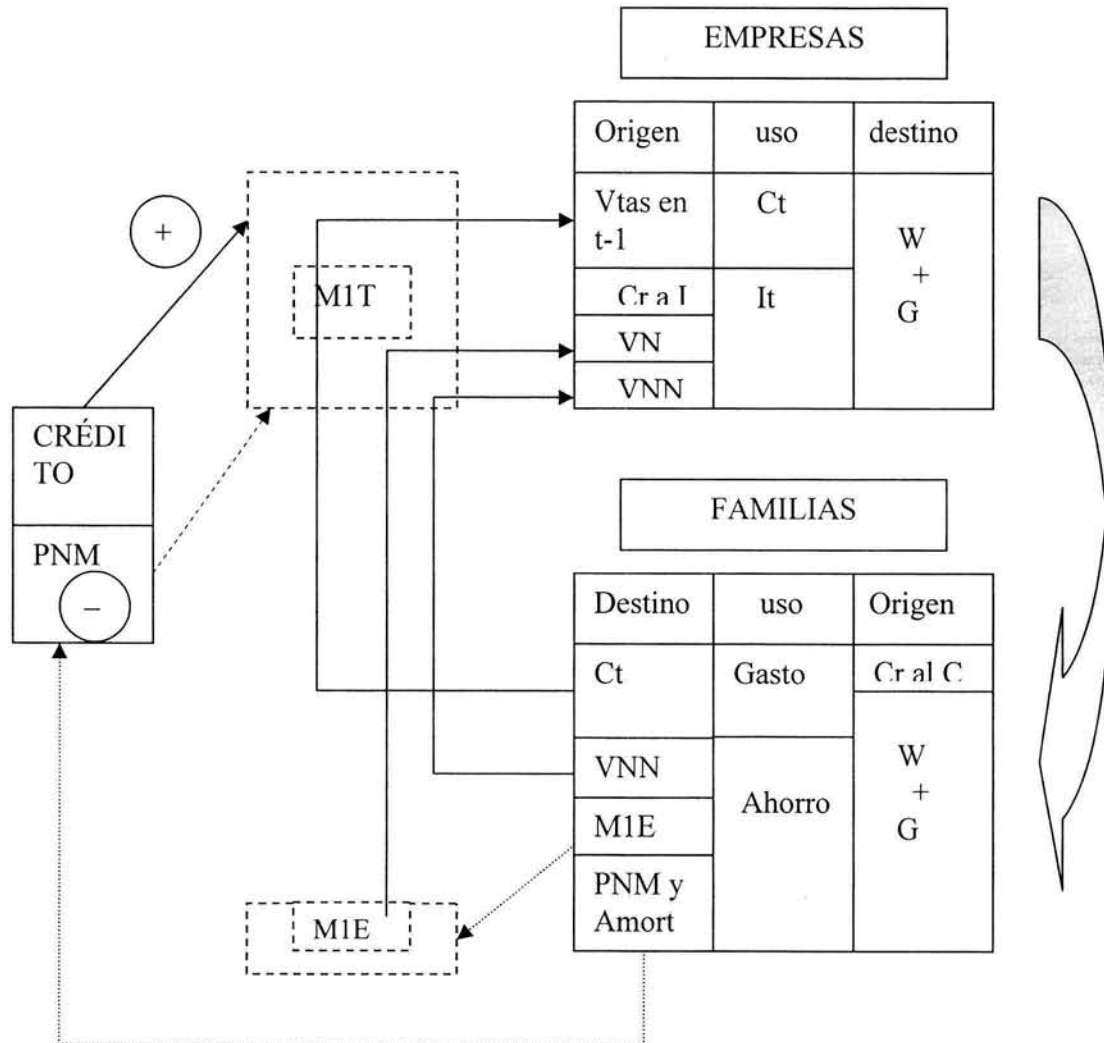 EMPRESAS
Origen uso destino
Vtas en
t-1
Ct
W
+
G
Cr a I
It
VN
VNN
+
M1T
CRÉDI
TO
PNM
–
FAMILIAS
Destino uso Origen
Ct Gasto Cr al C
VNN
Ahorro
W
+
G
M1E
PNM y
Amort
M1E